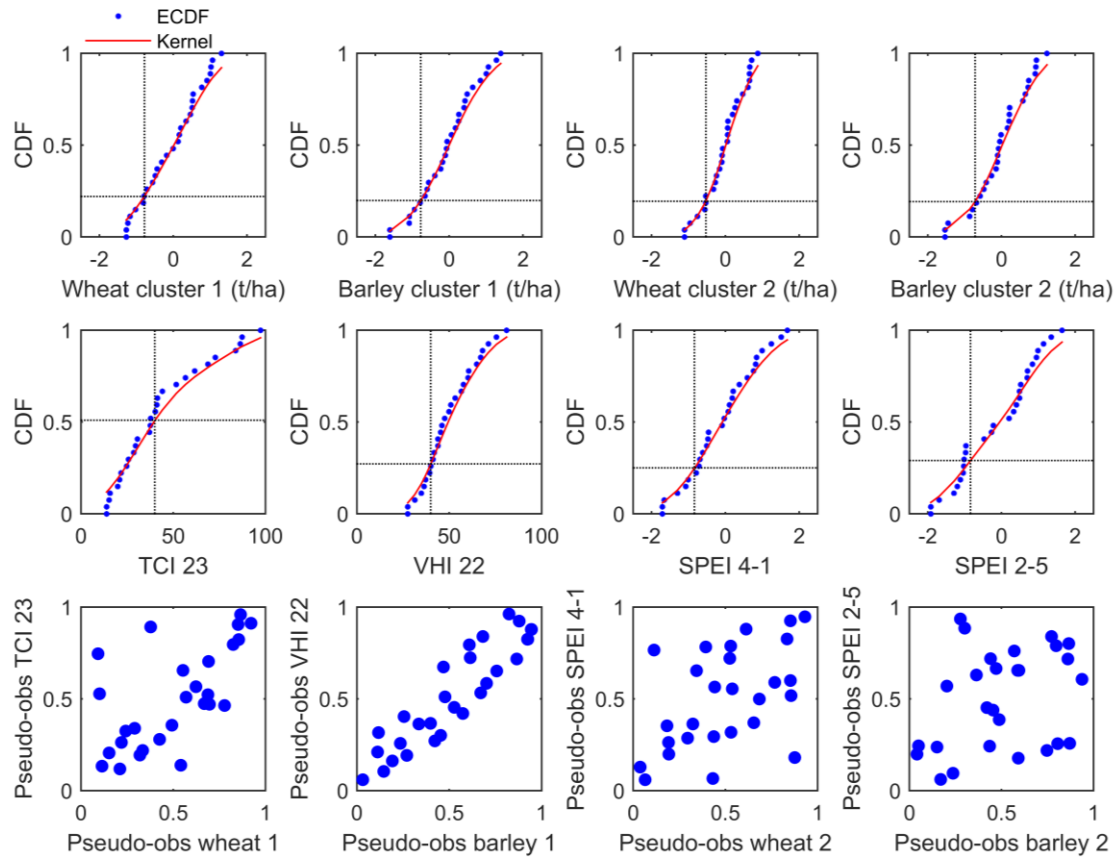 ECDF
Kernel
1 1 1 1
CDF CDF CDF CDF
0.5 0.5 0.5 0.5
0 0 0 0
-2 0 2 -2 0 2 -2 0 2 -2 0 2
Wheat cluster 1 (t/ha) Barley cluster 1 (t/ha) Wheat cluster 2 (t/ha) Barley cluster 2 (t/ha)
1 1 1 1
CDF CDF CDF CDF
0.5 0.5 0.5 0.5
0 0 0 0
0 50 100 0 50 100 -2 0 2 -2 0 2
TCI 23 VHI 22 SPEI 4-1 SPEI 2-5
1 1 1 1
Pseudo-obs TCI 23 Pseudo-obs VHI 22 Pseudo-obs SPEI 4-1 Pseudo-obs SPEI 2-5
0.5 0.5 0.5 0.5
0 0 0 0
0 0.5 1 0 0.5 1 0 0.5 1 0 0.5 1
Pseudo-obs wheat 1 Pseudo-obs barley 1 Pseudo-obs wheat 2 Pseudo-obs barley 2